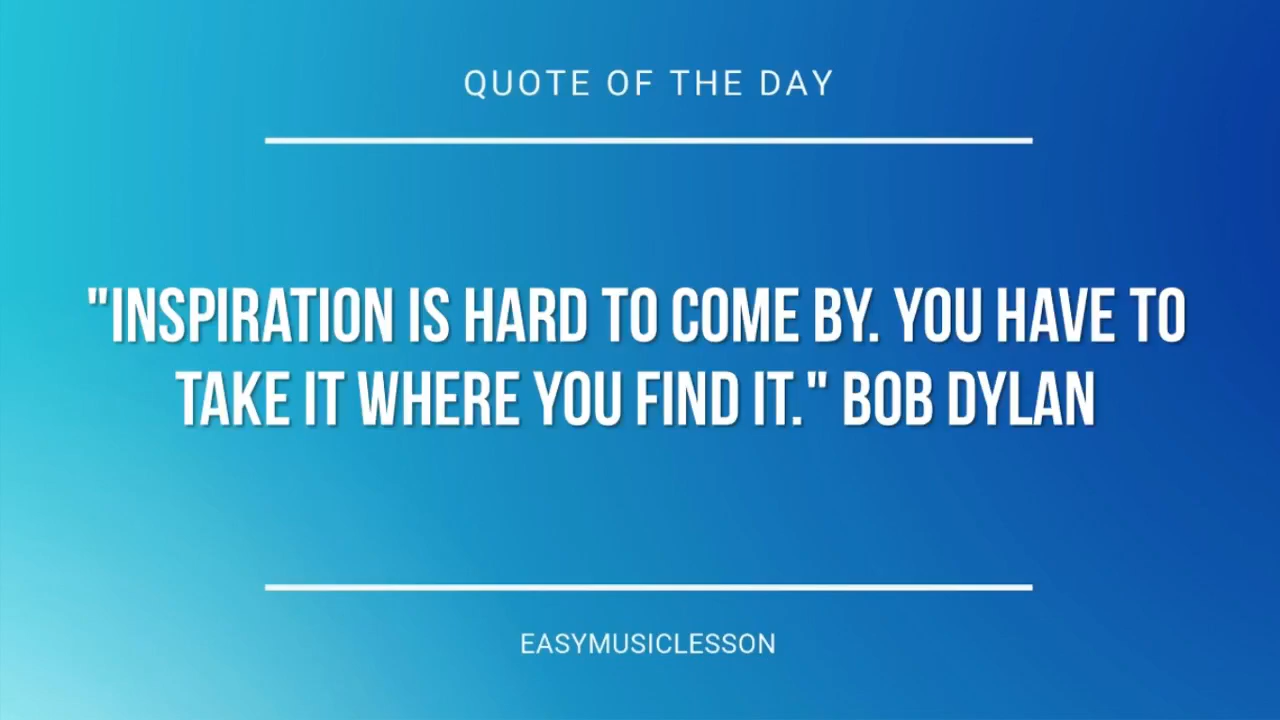 QUOTE OF THE DAY
"INSPIRATION IS HARD TO COME BY. YOU HAVE TO
TAKE IT WHERE YOU FIND IT." BOB DYLAN
EASYMUSICLESSON